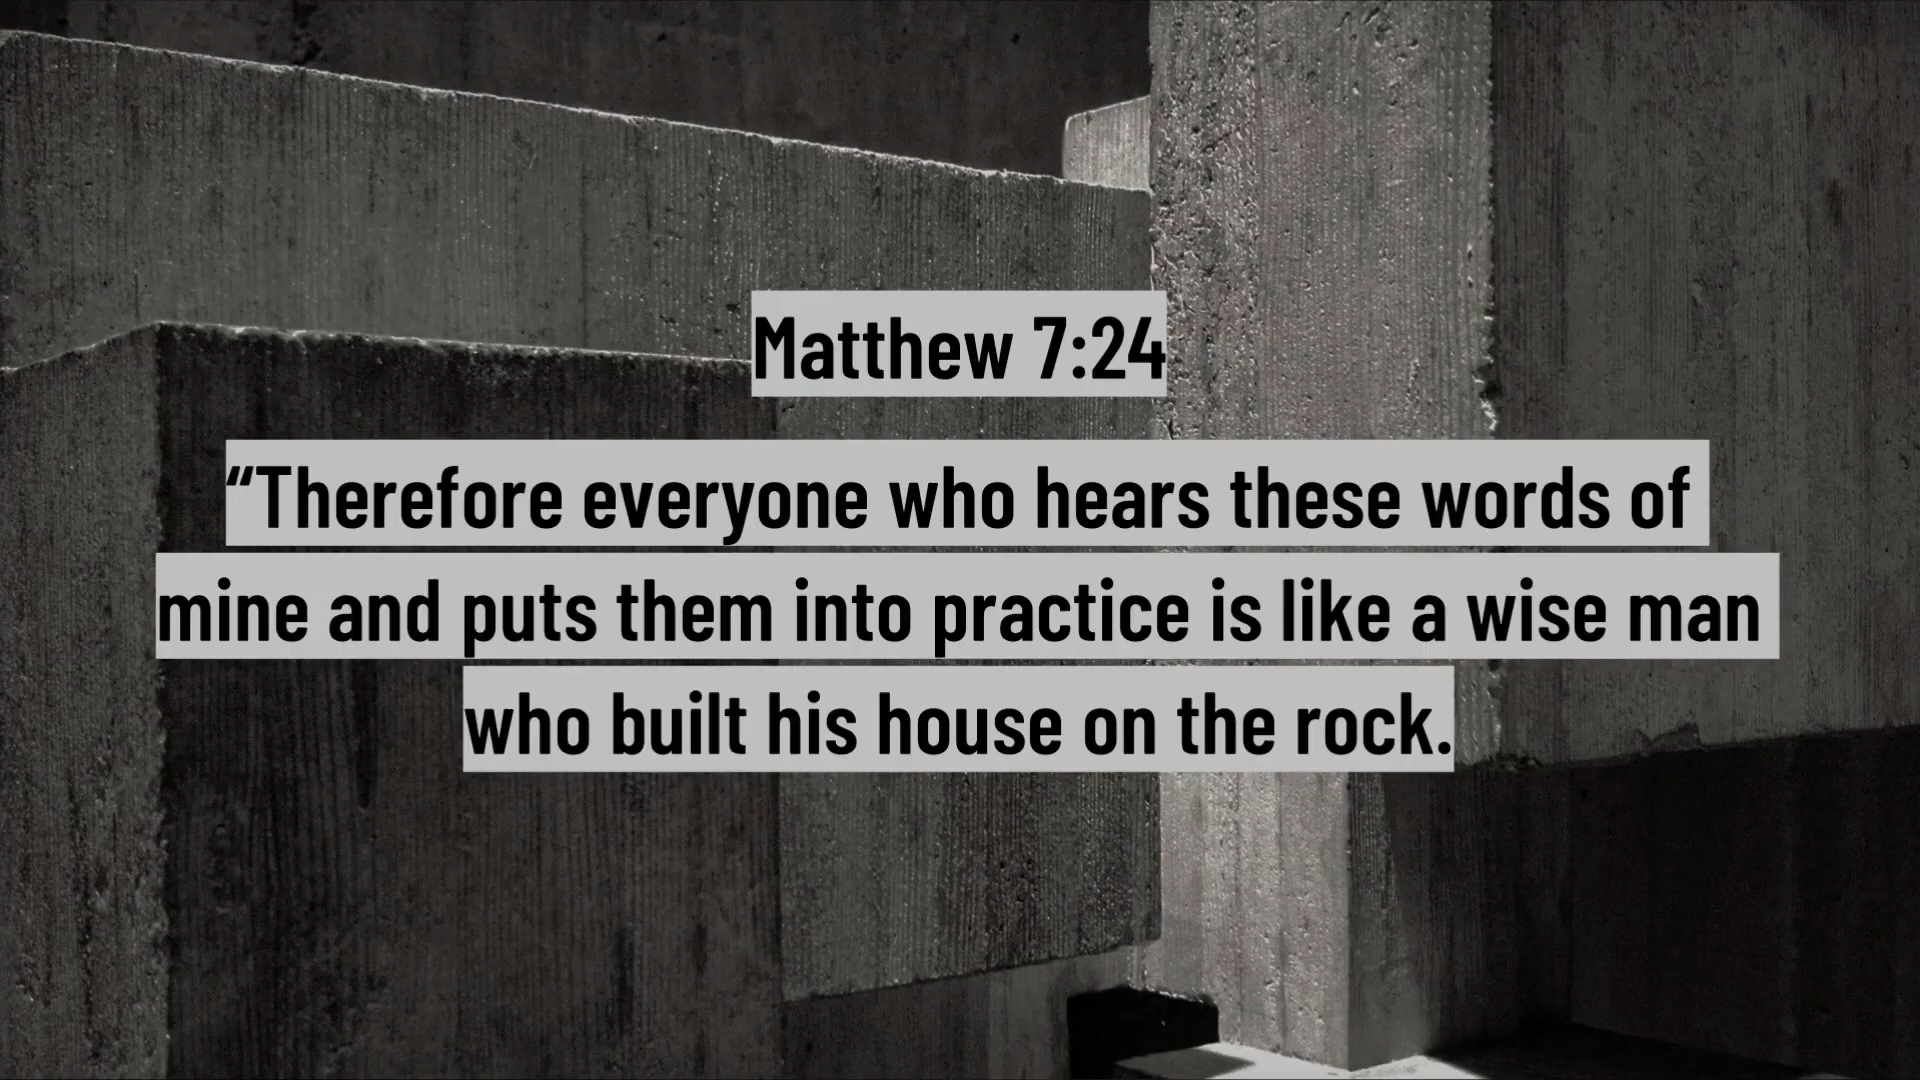 Matthew 7:24
“Therefore everyone who hears these words of
mine and puts them into practice is like a wise man
who built his house on the rock.